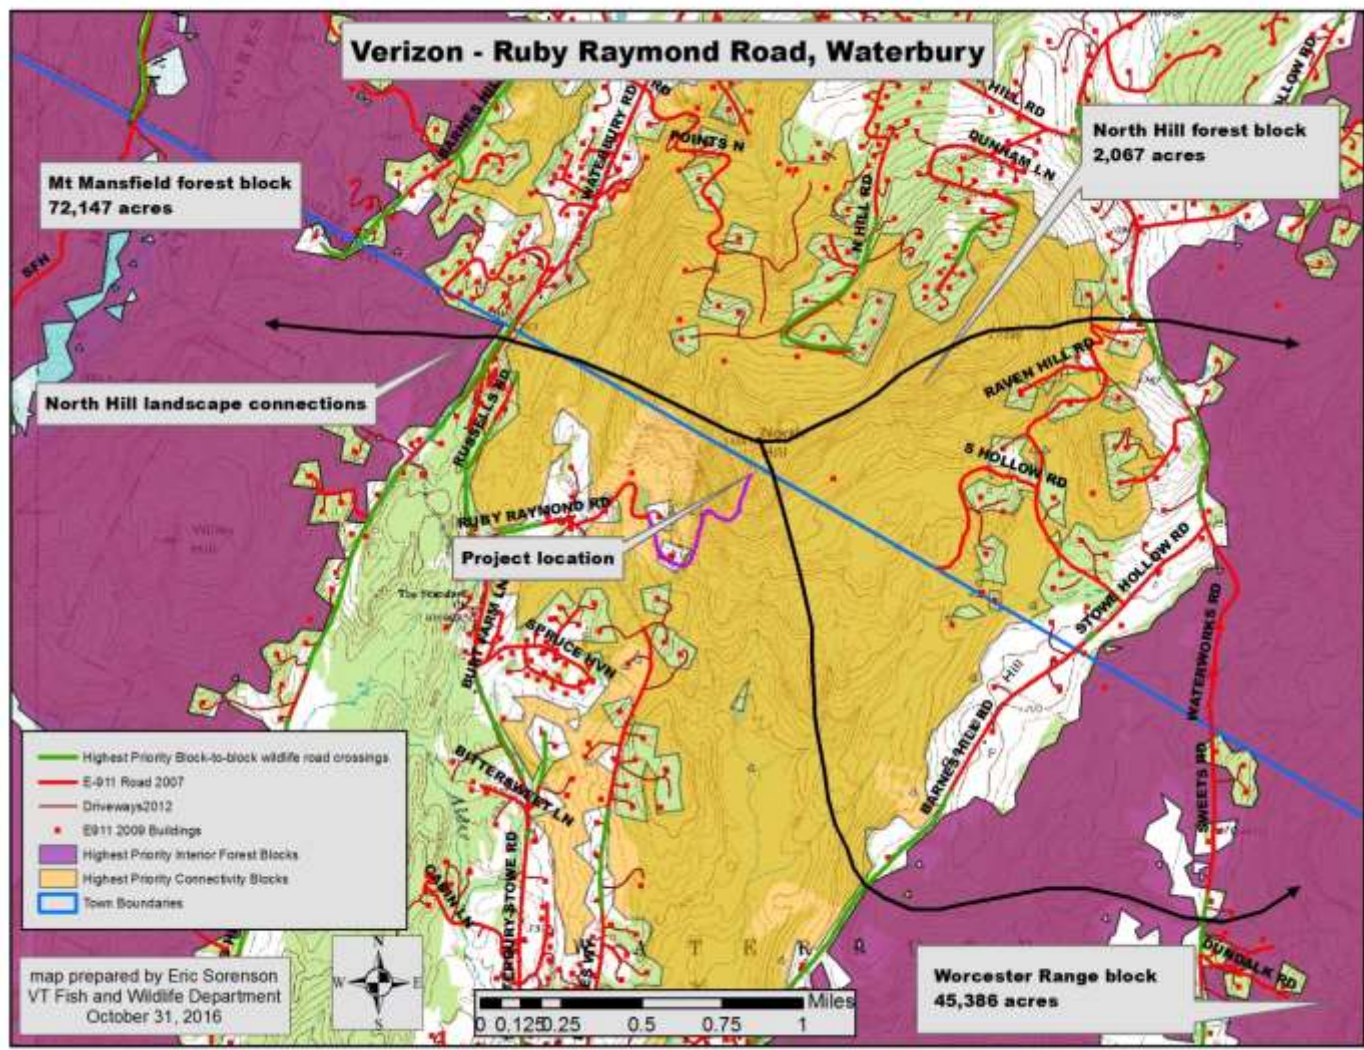 Verizon - Ruby Raymond Road, Waterbury
North Hill forest block
2,067 acres
Mt Mansfield forest block
72,147 acres
SFH
WATERBURY RD
RD
POINTS N
HILL RD
DUNHAM LN
N HILL RD
North Hill landscape connections
RUSSELLS RD
RAVEN HILL RD
S HOLLOW RD
North
Hill
RUBY RAYMOND RD
Project location
STOWE HOLLOW RD
BURT FARM LN
SPRUCE HVN
WATERWORKS RD
Hill
BARNES HILL RD
SWEETS RD
BITTERSWEET LN
Alder
CABIN LN
Highest Priority Block-to-block wildlife road crossings
E-911 Road 2007
Driveways2012
E911 2009 Buildings
Highest Priority Interior Forest Blocks
Highest Priority Connectivity Blocks
Town Boundaries
DUNDALK RD
W A T E R
map prepared by Eric Sorenson
VT Fish and Wildlife Department
October 31, 2016
N
W E
S
Miles
0 0.125 0.25 0.5 0.75 1
Worcester Range block
45,386 acres